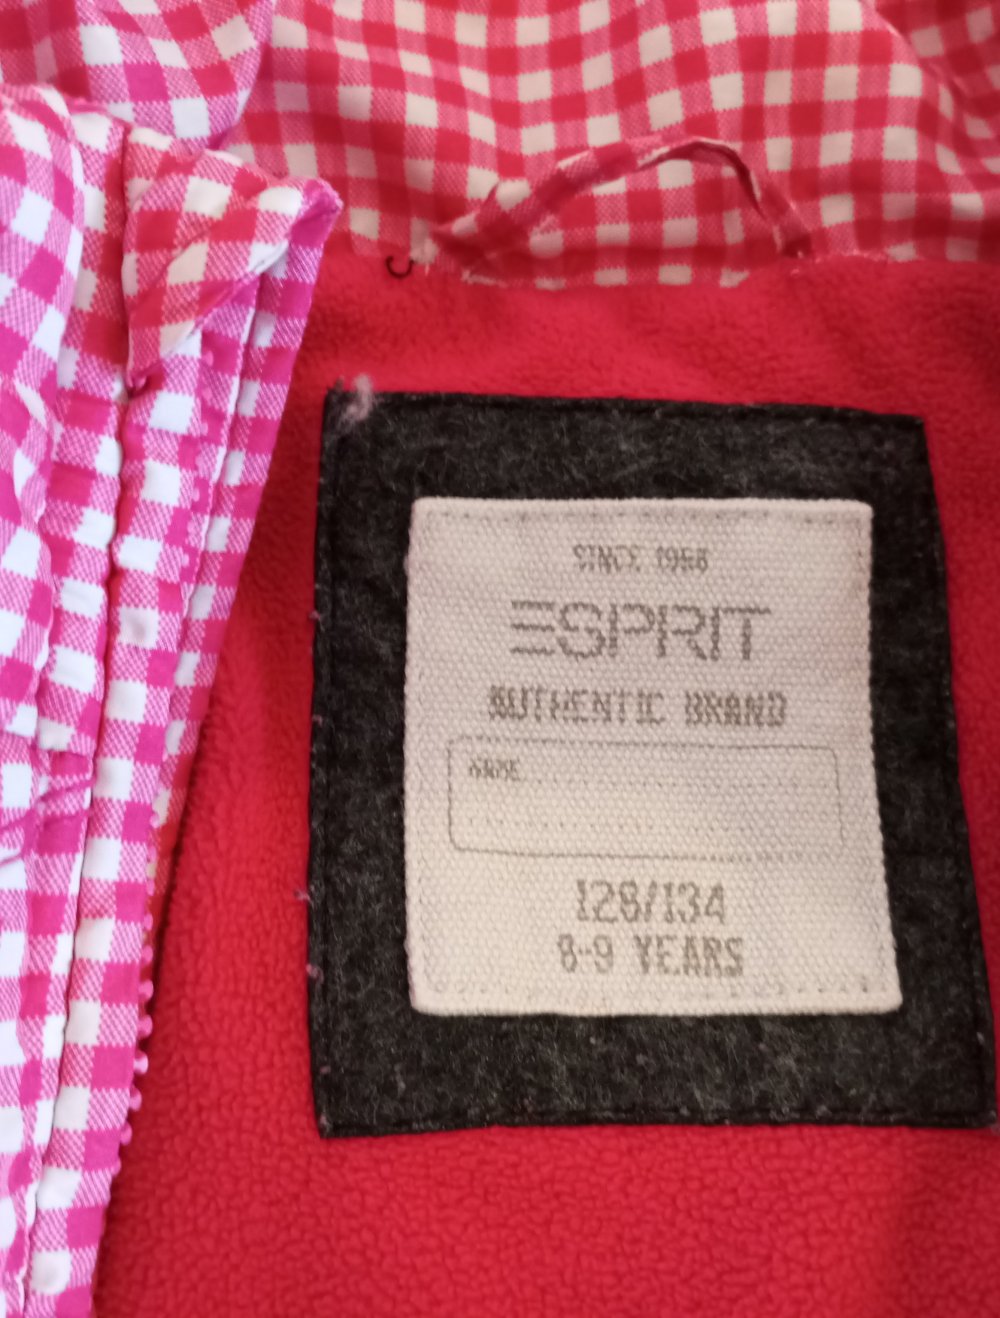 SINCE 1968
ESPRIT
AUTHENTIC BRAND
NAME
128/134
8-9 YEARS